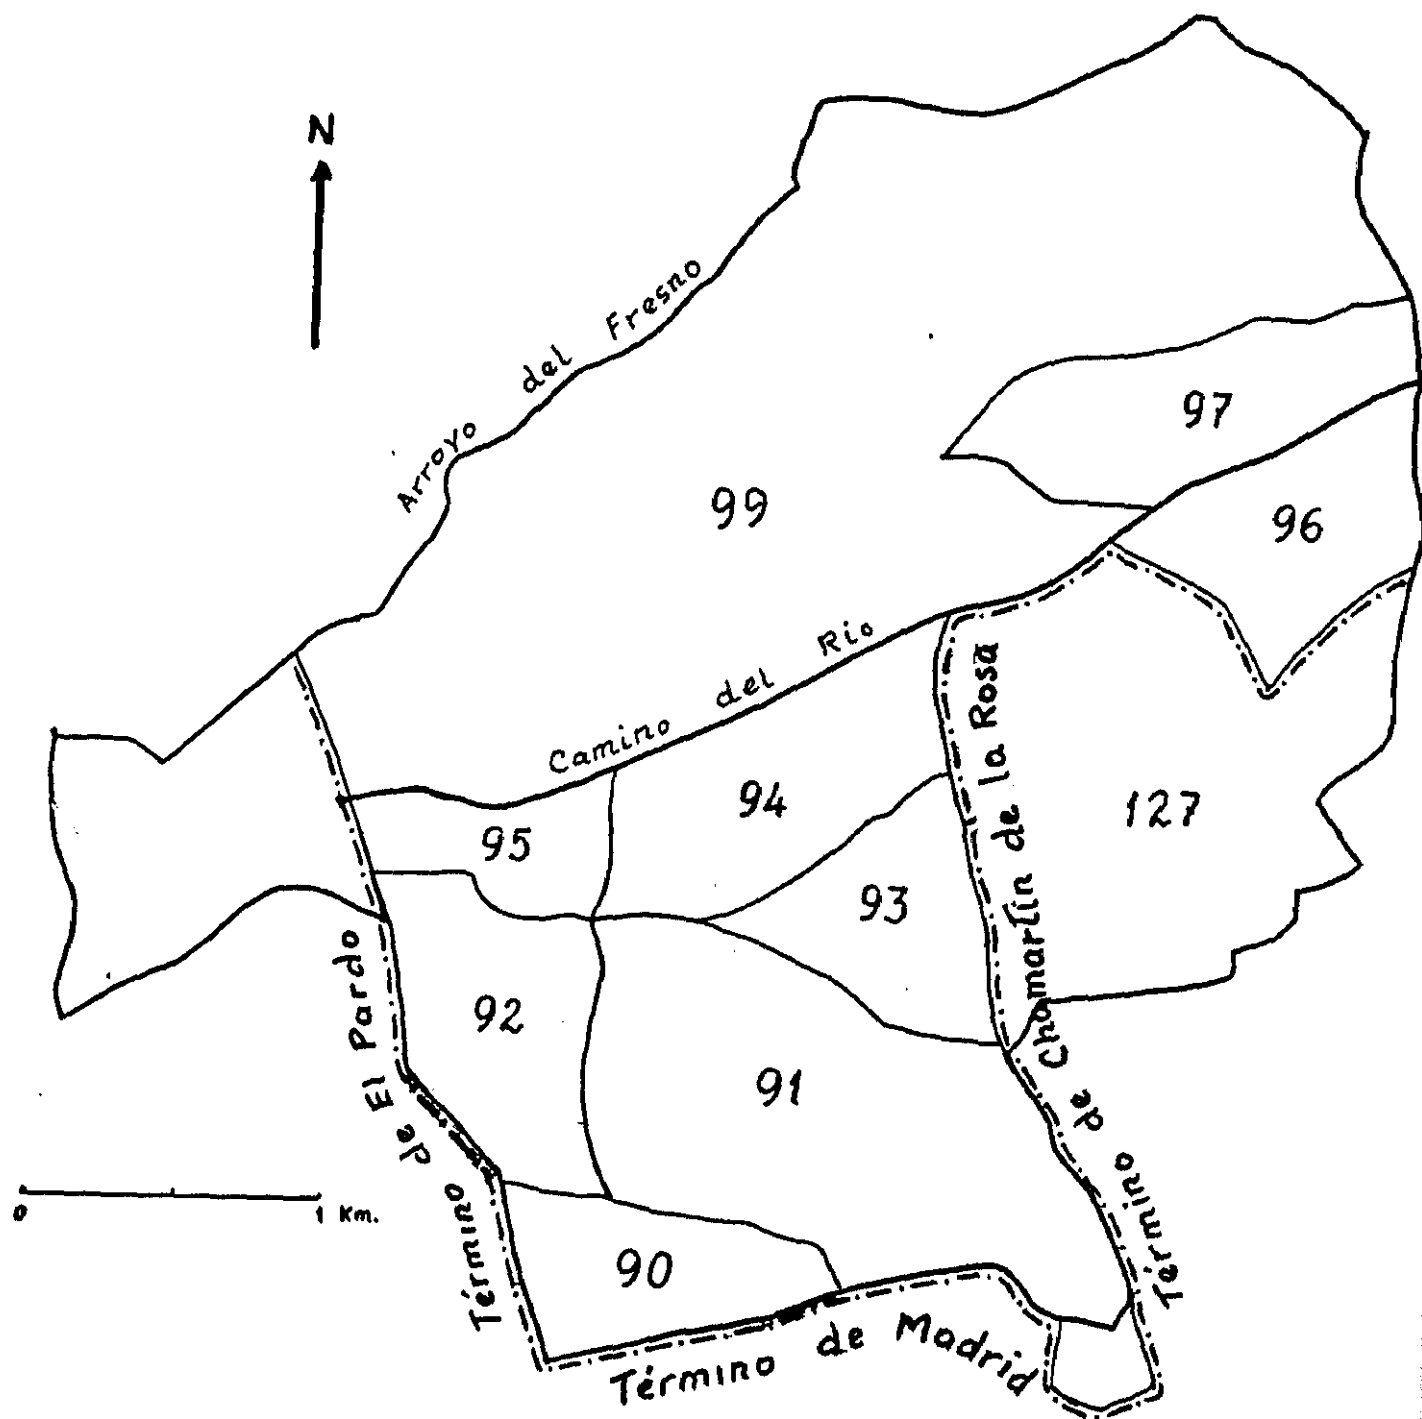 N
Arroyo del Fresno
97
99
96
Camino del Rio
94
95
127
93
92
91
90
Término de El Pardo
Término de Chamartín de la Rosa
Término de Madrid
0 1 Km.